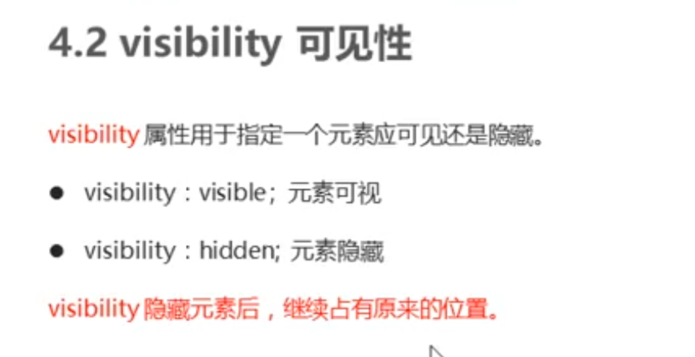 4.2 visibility 可见性
visibility 属性用于指定一个元素应可见还是隐藏。
● visibility : visible; 元素可视
● visibility : hidden; 元素隐藏
visibility 隐藏元素后，继续占有原来的位置。